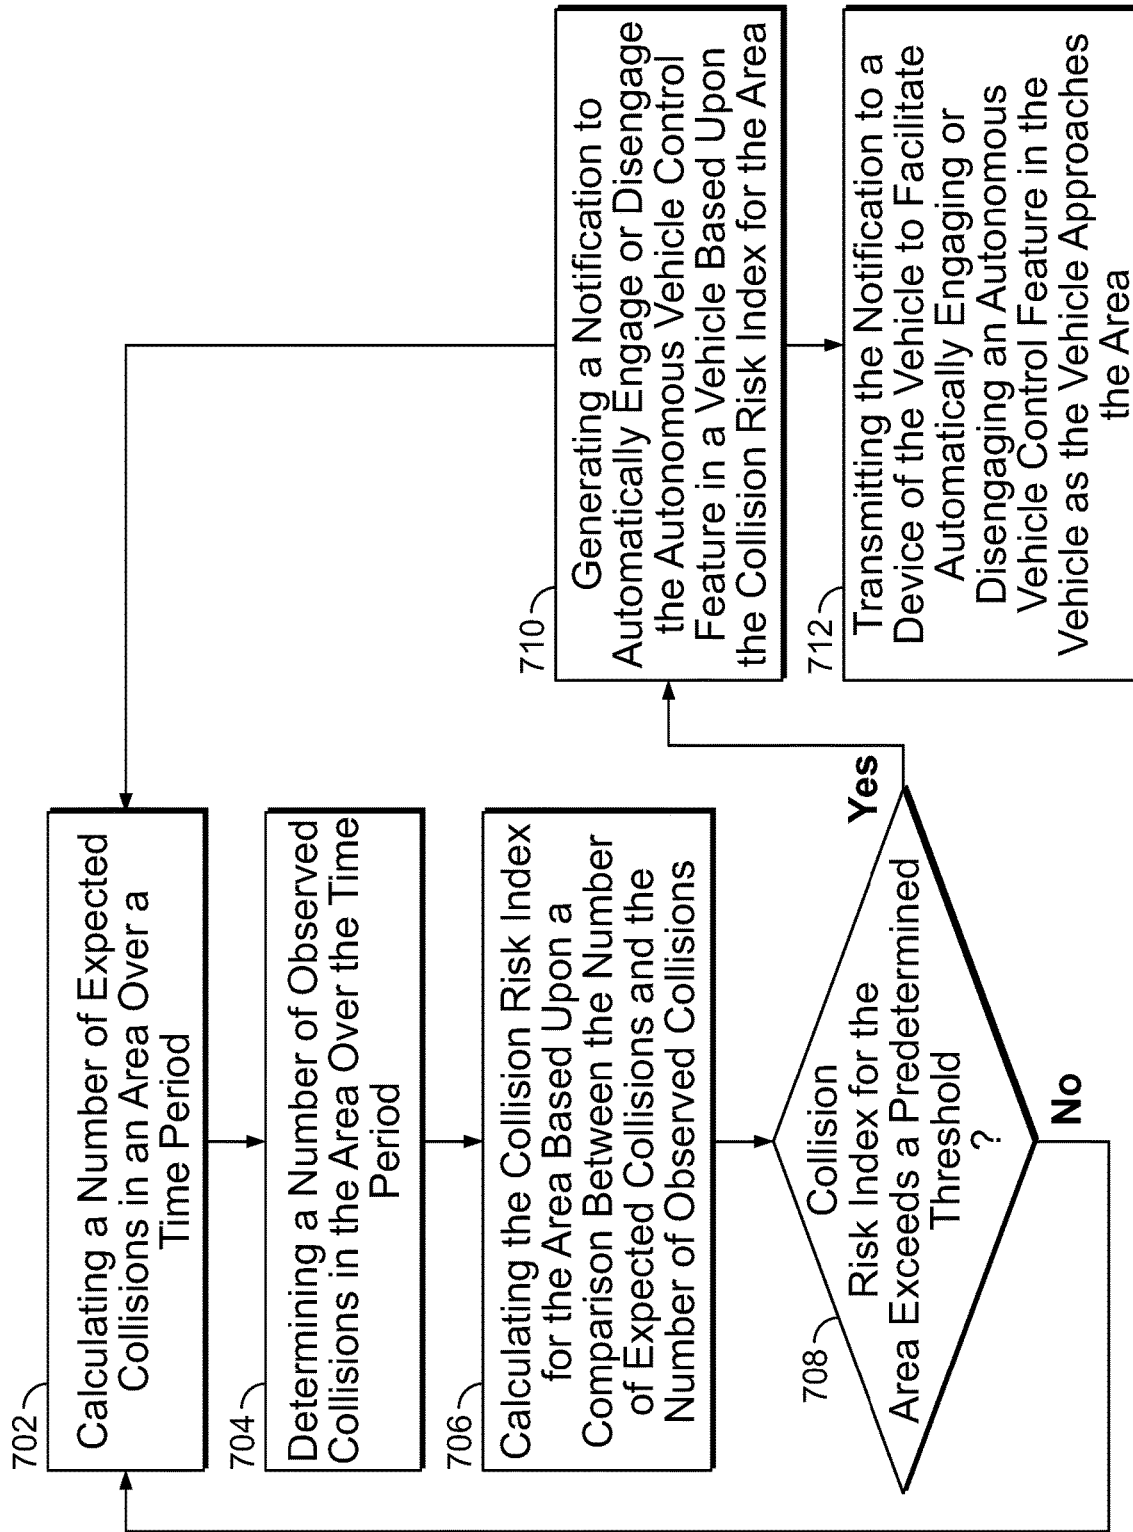 702
Calculating a Number of Expected
Collisions in an Area Over a
Time Period
704
Determining a Number of Observed
Collisions in the Area Over the Time
Period
706
Calculating the Collision Risk Index
for the Area Based Upon a
Comparison Between the Number
of Expected Collisions and the
Number of Observed Collisions
708
Collision
Risk Index for the
Area Exceeds a Predetermined
Threshold
?
Yes
No
710
Generating a Notification to
Automatically Engage or Disengage
the Autonomous Vehicle Control
Feature in a Vehicle Based Upon
the Collision Risk Index for the Area
712
Transmitting the Notification to a
Device of the Vehicle to Facilitate
Automatically Engaging or
Disengaging an Autonomous
Vehicle Control Feature in the
Vehicle as the Vehicle Approaches
the Area